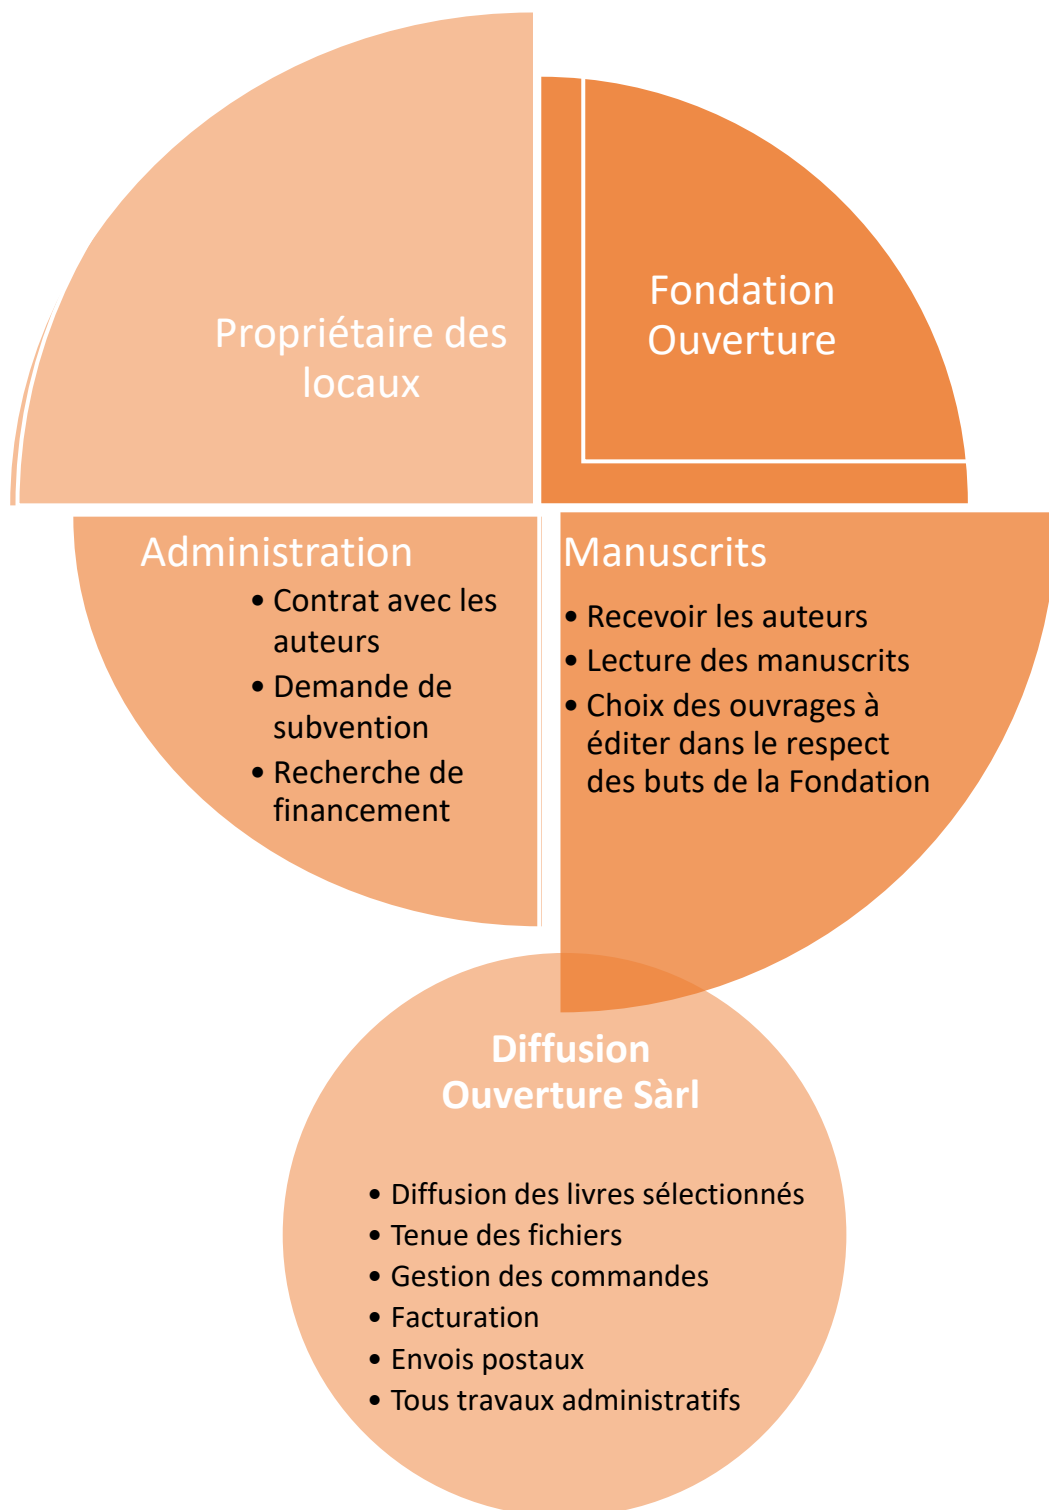 Propriétaire des
locaux
Fondation
Ouverture
Administration
• Contrat avec les
auteurs
• Demande de
subvention
• Recherche de
financement
Manuscrits
• Recevoir les auteurs
• Lecture des manuscrits
• Choix des ouvrages à
éditer dans le respect
des buts de la Fondation
Diffusion
Ouverture Sàrl
• Diffusion des livres sélectionnés
• Tenue des fichiers
• Gestion des commandes
• Facturation
• Envois postaux
• Tous travaux administratifs